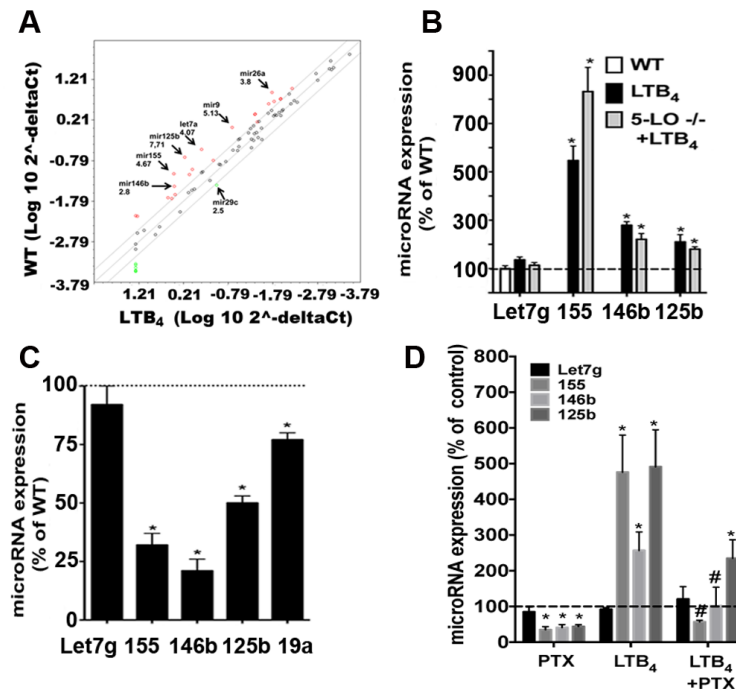 A
WT (Log 10 2^-deltaCt)
1.21
0.21
-0.79
-1.79
-2.79
-3.79
mir26a
3.8
mir9
5.13
let7a
4.07
mir125b
7,71
mir155
4.67
mir146b
2.8
mir29c
2.5
1.21 0.21 -0.79 -1.79 -2.79 -3.79
LTB4 (Log 10 2^-deltaCt)
B
microRNA expression
(% of WT)
900
700
500
300
100
WT
LTB4
5-LO -/-
+LTB4
* * * * * *
Let7g 155 146b 125b
C
microRNA expression
(% of WT)
100
75
50
25
0
* * * *
Let7g 155 146b 125b 19a
D
microRNA expression (% of control)
800
700
600
500
400
300
200
100
0
Let7g
155
146b
125b
* * * * * * # # *
PTX LTB4 LTB4
+PTX